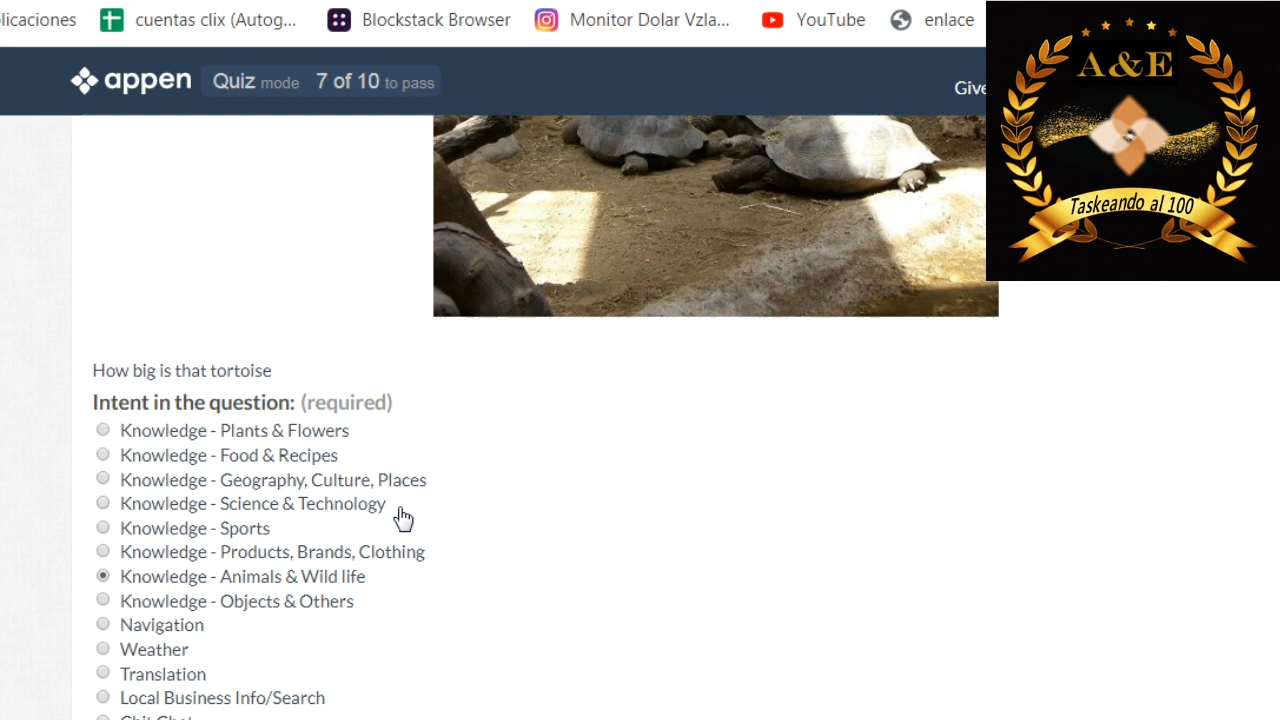 licaciones cuentas clix (Autog... Blockstack Browser Monitor Dolar Vzla... YouTube enlace
appen Quiz mode 7 of 10 to pass Give
A&E
Taskeando al 100
How big is that tortoise
Intent in the question: (required)
Knowledge - Plants & Flowers
Knowledge - Food & Recipes
Knowledge - Geography, Culture, Places
Knowledge - Science & Technology
Knowledge - Sports
Knowledge - Products, Brands, Clothing
Knowledge - Animals & Wild life
Knowledge - Objects & Others
Navigation
Weather
Translation
Local Business Info/Search
Chit Chat